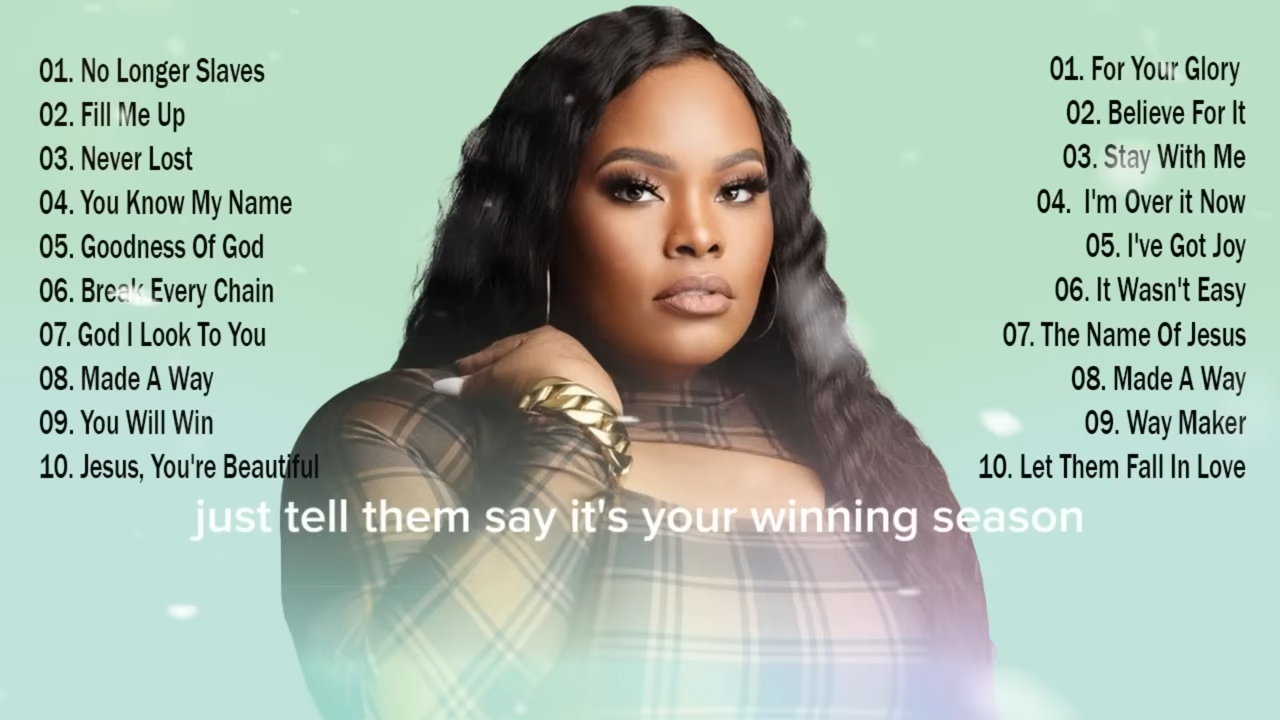 01. No Longer Slaves
02. Fill Me Up
03. Never Lost
04. You Know My Name
05. Goodness Of God
06. Break Every Chain
07. God I Look To You
08. Made A Way
09. You Will Win
10. Jesus, You're Beautiful
01. For Your Glory
02. Believe For It
03. Stay With Me
04. I'm Over it Now
05. I've Got Joy
06. It Wasn't Easy
07. The Name Of Jesus
08. Made A Way
09. Way Maker
10. Let Them Fall In Love
just tell them say it's your winning season